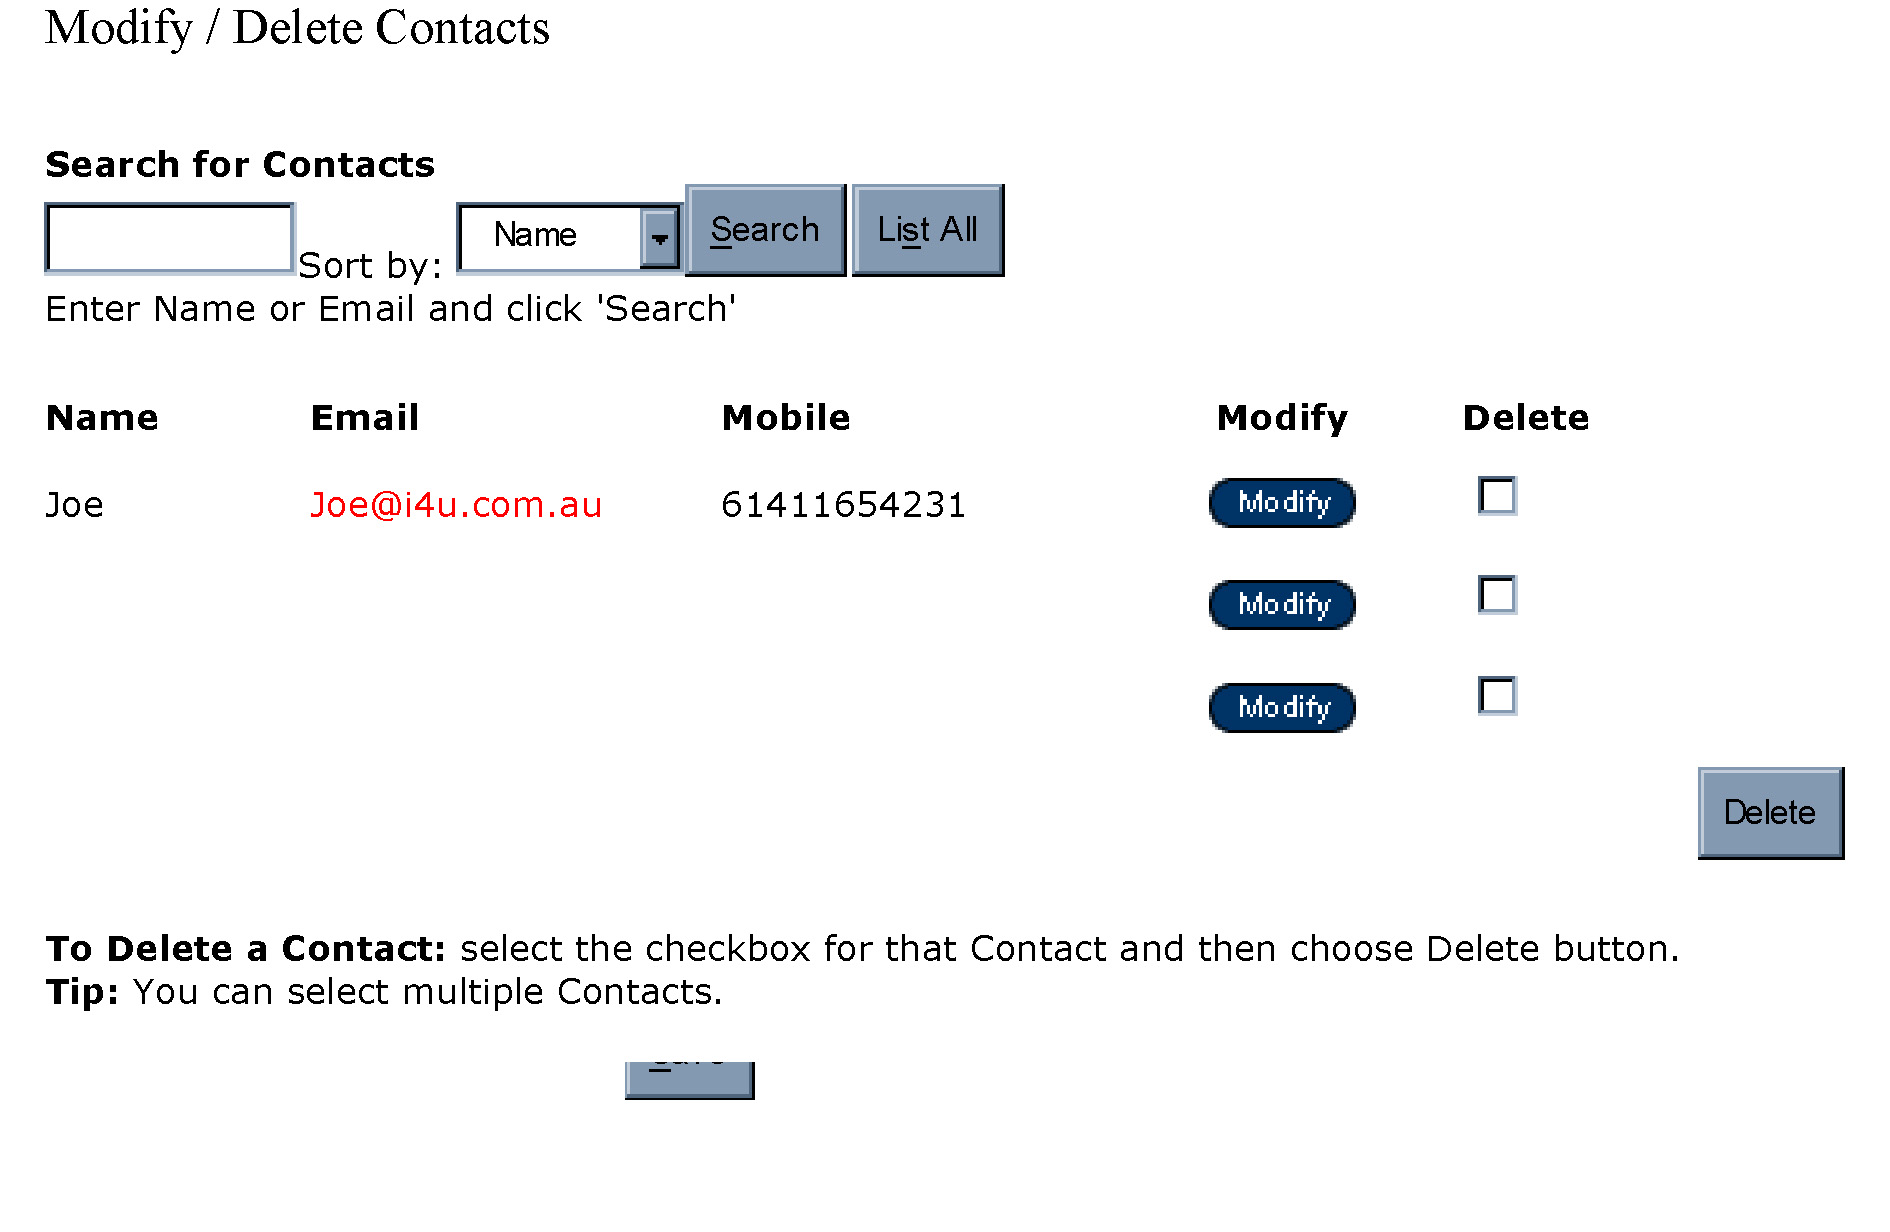 Modify / Delete Contacts
Search for Contacts
Sort by: Name Search List All
Enter Name or Email and click 'Search'
Name Email Mobile Modify Delete
Joe Joe@i4u.com.au 61411654231 Modify
Modify
Modify
Delete
To Delete a Contact: select the checkbox for that Contact and then choose Delete button.
Tip: You can select multiple Contacts.